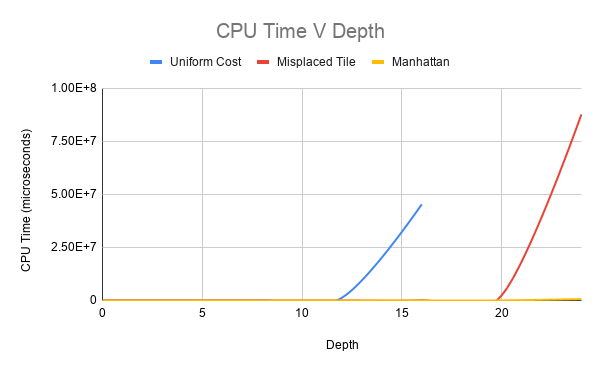 CPU Time V Depth
Uniform Cost Misplaced Tile Manhattan
CPU Time (microseconds)
1.00E+8
7.50E+7
5.00E+7
2.50E+7
0
0 5 10 15 20
Depth